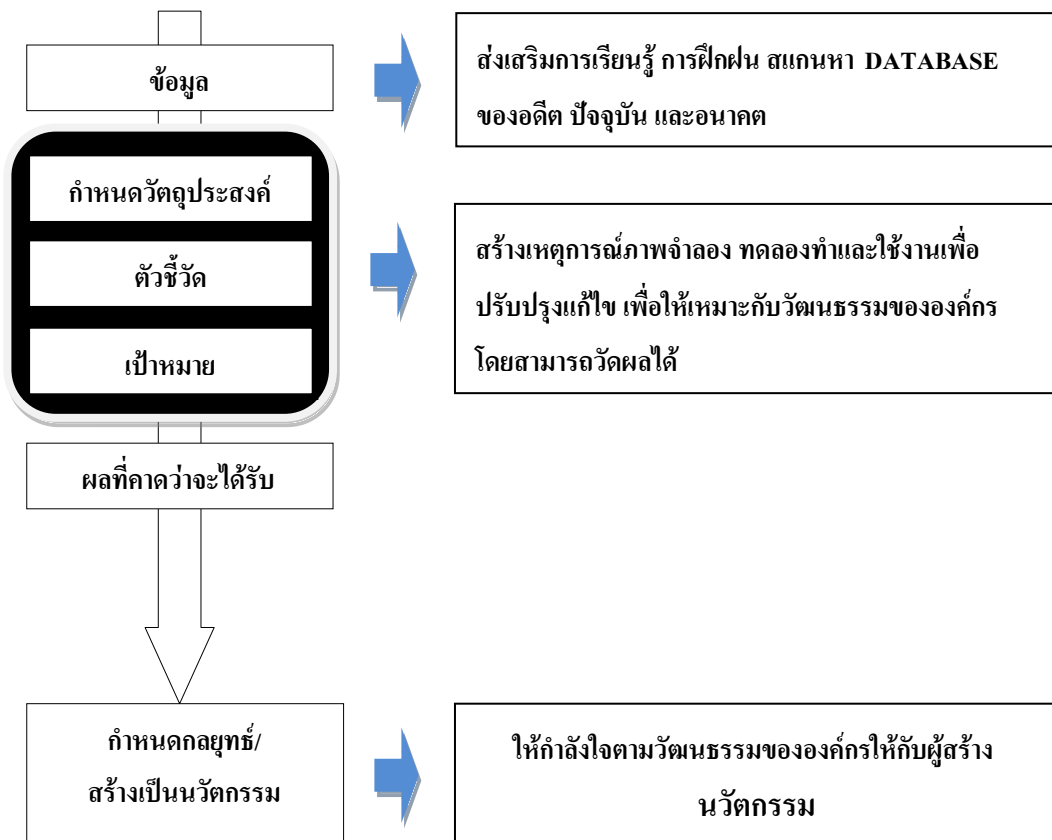 ข้อมูล
ส่งเสริมการเรียนรู้ การฝึกฝน สแกนหา DATABASE
ของอดีต ปัจจุบัน และอนาคต
กำหนดวัตถุประสงค์
ตัวชี้วัด
เป้าหมาย
สร้างเหตุการณ์ภาพจำลอง ทดลองทำและใช้งานเพื่อ
ปรับปรุงแก้ไข เพื่อให้เหมาะกับวัฒนธรรมขององค์กร
โดยสามารถวัดผลได้
ผลที่คาดว่าจะได้รับ
กำหนดกลยุทธ์/
สร้างเป็นนวัตกรรม
ให้กำลังใจตามวัฒนธรรมขององค์กรให้กับผู้สร้าง
นวัตกรรม